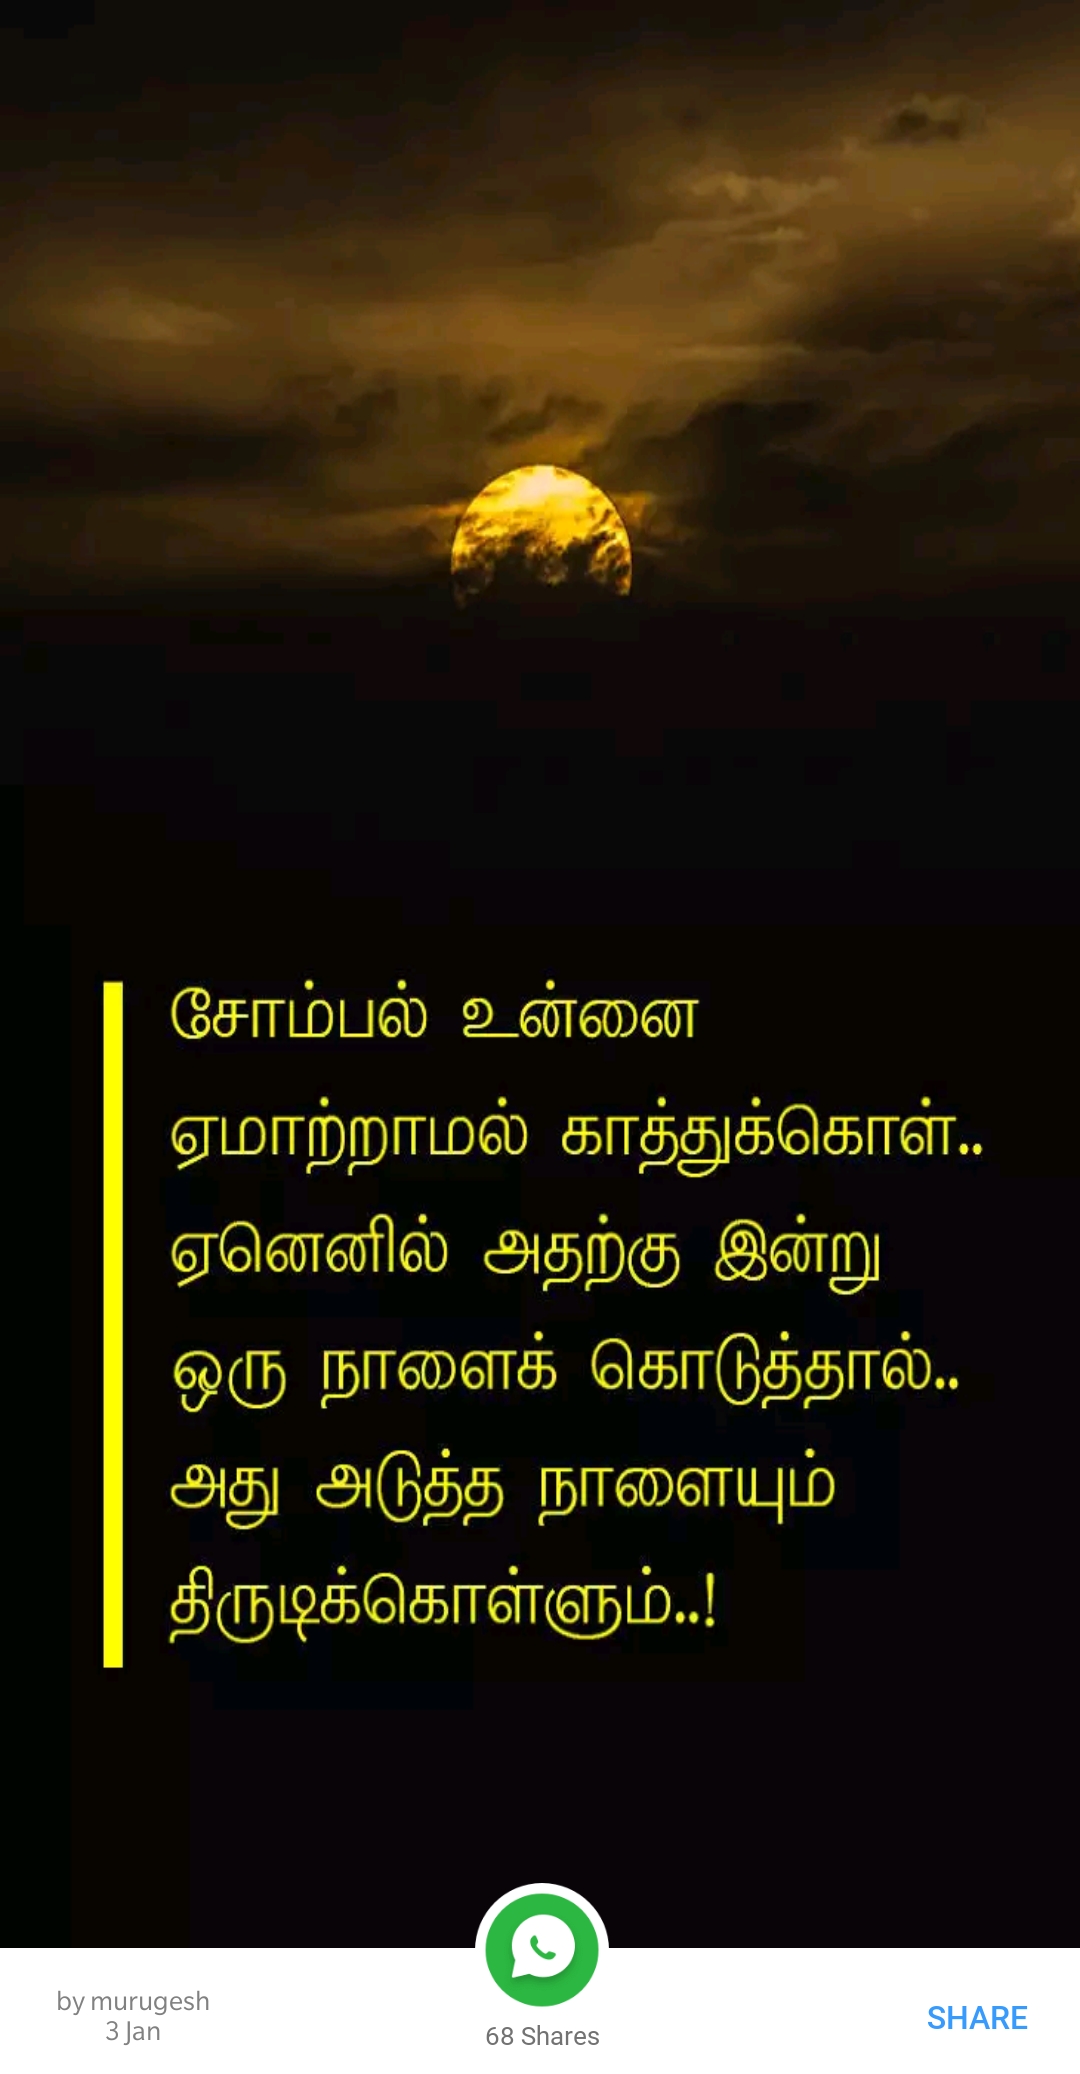 சோம்பல் உன்னை
ஏமாற்றாமல் காத்துக்கொள்..
ஏனெனில் அதற்கு இன்று
ஒரு நாளைக் கொடுத்தால்..
அது அடுத்த நாளையும்
திருடிக்கொள்ளும்..!
by murugesh
3 Jan
68 Shares
SHARE